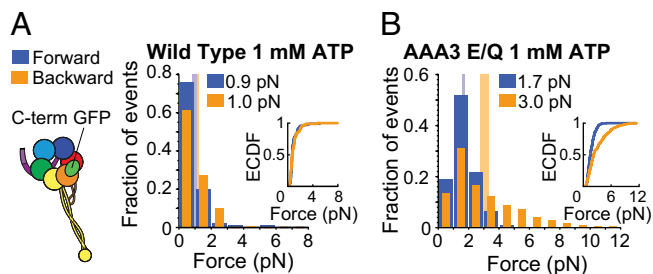 A
Forward
Backward
C-term GFP
Wild Type 1 mM ATP
Fraction of events
0.8
0.6
0.4
0.2
0
0.9 pN
1.0 pN
ECDF
1
0
4
8
Force (pN)
0
2
4
6
8
Force (pN)
B
AAA3 E/Q 1 mM ATP
Fraction of events
0.6
0.4
0.2
0
1.7 pN
3.0 pN
ECDF
1
0
6
12
Force (pN)
0
2
4
6
8
10
12
Force (pN)